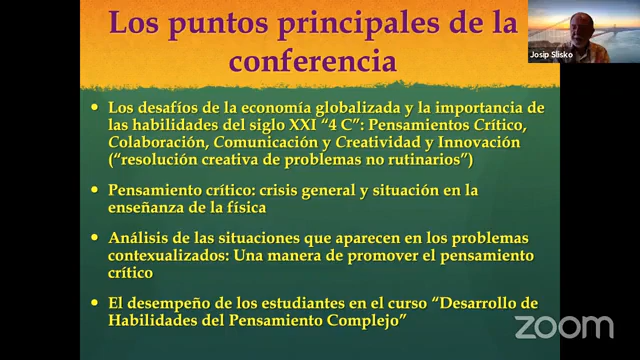 Los puntos principales de la
conferencia
Josip Slisko
• Los desafíos de la economía globalizada y la importancia de
las habilidades del siglo XXI “4 C”: Pensamientos Crítico,
Colaboración, Comunicación y Creatividad y Innovación
(“resolución creativa de problemas no rutinarios”)
• Pensamiento crítico: crisis general y situación en la
enseñanza de la física
• Análisis de las situaciones que aparecen en los problemas
contexualizados: Una manera de promover el pensamiento
crítico
• El desempeño de los estudiantes en el curso “Desarrollo de
Habilidades del Pensamiento Complejo”
zoom